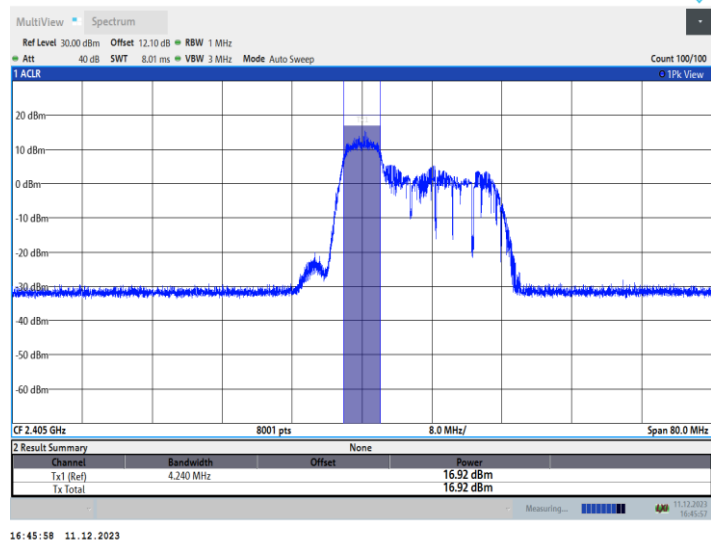 MultiView Spectrum
Ref Level 30.00 dBm Offset 12.10 dB RBW 1 MHz
Att 40 dB SWT 8.01 ms VBW 3 MHz Mode Auto Sweep Count 100/100
1 ACLR 1Pk View
20 dBm
10 dBm
0 dBm
-10 dBm
-20 dBm
-30 dBm
-40 dBm
-50 dBm
-60 dBm
CF 2.405 GHz 8001 pts 8.0 MHz/ Span 80.0 MHz
2 Result Summary None
Channel Bandwidth Offset Power
Tx1 (Ref) 4.240 MHz 16.92 dBm
Tx Total 16.92 dBm
Measuring... 11.12.2023
16:45:57
16:45:58 11.12.2023